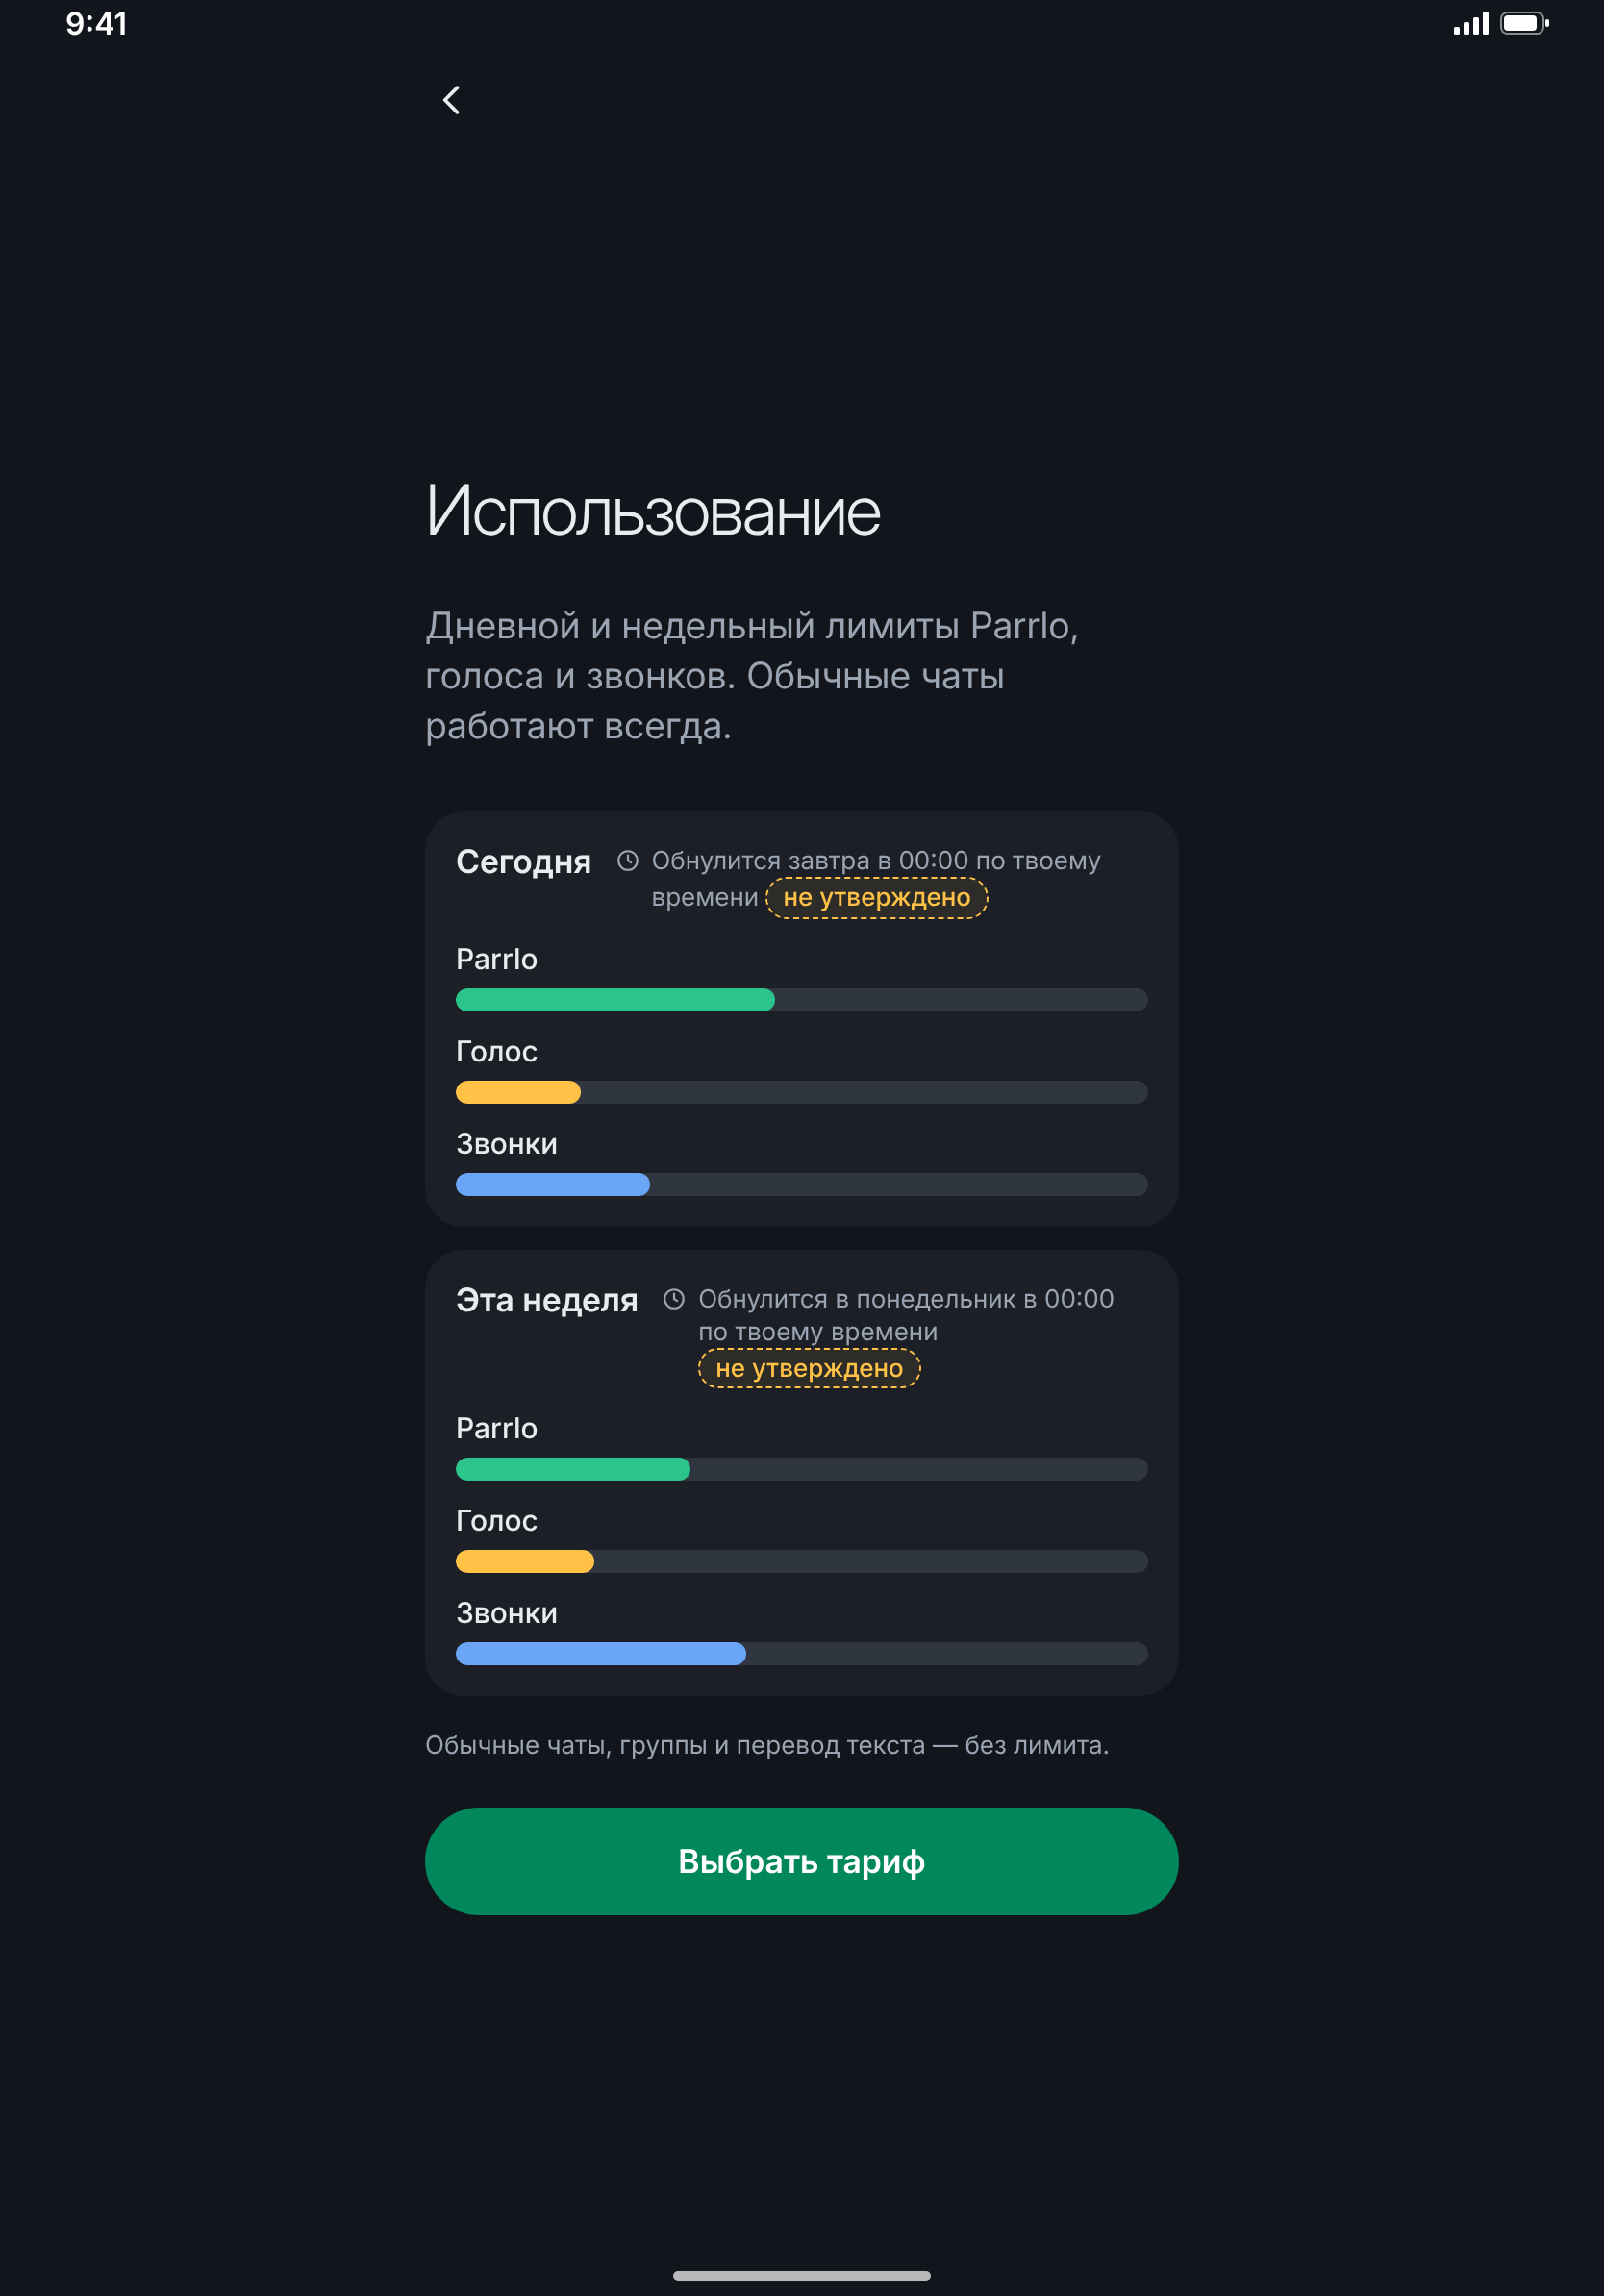 9:41
Использование
Дневной и недельный лимиты Parrlo,
голоса и звонков. Обычные чаты
работают всегда.
Сегодня Обнулится завтра в 00:00 по твоему
времени не утверждено
Parrlo
Голос
Звонки
Эта неделя Обнулится в понедельник в 00:00
по твоему времени
не утверждено
Parrlo
Голос
Звонки
Обычные чаты, группы и перевод текста — без лимита.
Выбрать тариф